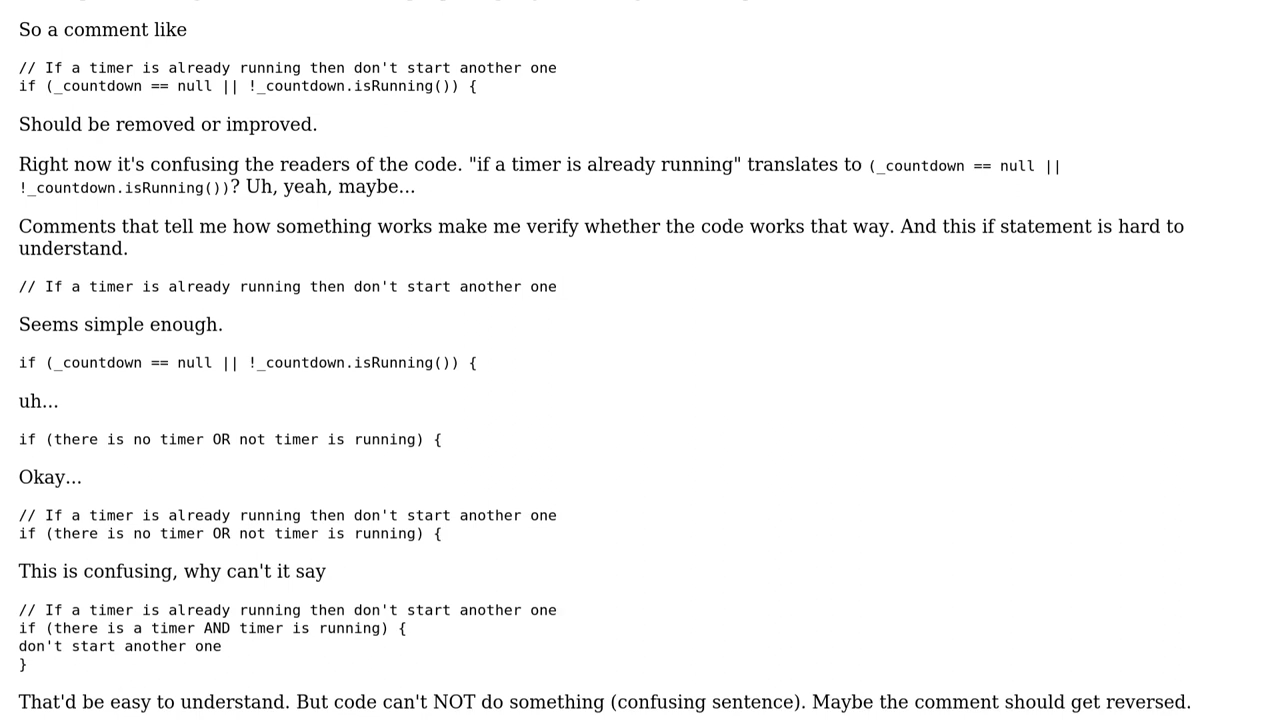 So a comment like
// If a timer is already running then don't start another one
if (_countdown == null || !_countdown.isRunning()) {
Should be removed or improved.
Right now it's confusing the readers of the code. "if a timer is already running" translates to (_countdown == null ||
!_countdown.isRunning())? Uh, yeah, maybe...
Comments that tell me how something works make me verify whether the code works that way. And this if statement is hard to
understand.
// If a timer is already running then don't start another one
Seems simple enough.
if (_countdown == null || !_countdown.isRunning()) {
uh...
if (there is no timer OR not timer is running) {
Okay...
// If a timer is already running then don't start another one
if (there is no timer OR not timer is running) {
This is confusing, why can't it say
// If a timer is already running then don't start another one
if (there is a timer AND timer is running) {
don't start another one
}
That'd be easy to understand. But code can't NOT do something (confusing sentence). Maybe the comment should get reversed.